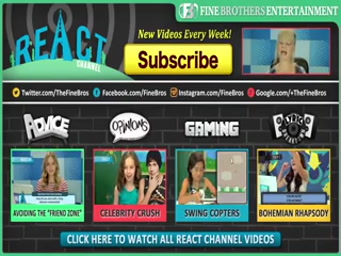 FB FINE BROTHERS ENTERTAINMENT
REACT
CHANNEL
New Videos Every Week!
Subscribe
Twitter.com/TheFineBros Facebook.com/FineBros Instagram.com/FineBros Google.com/+TheFineBros
ADVICE OPINIONS GAMING LYRIC
AVOIDING THE "FRIEND ZONE" CELEBRITY CRUSH SWING COPTERS BOHEMIAN RHAPSODY
CLICK HERE TO WATCH ALL REACT CHANNEL VIDEOS